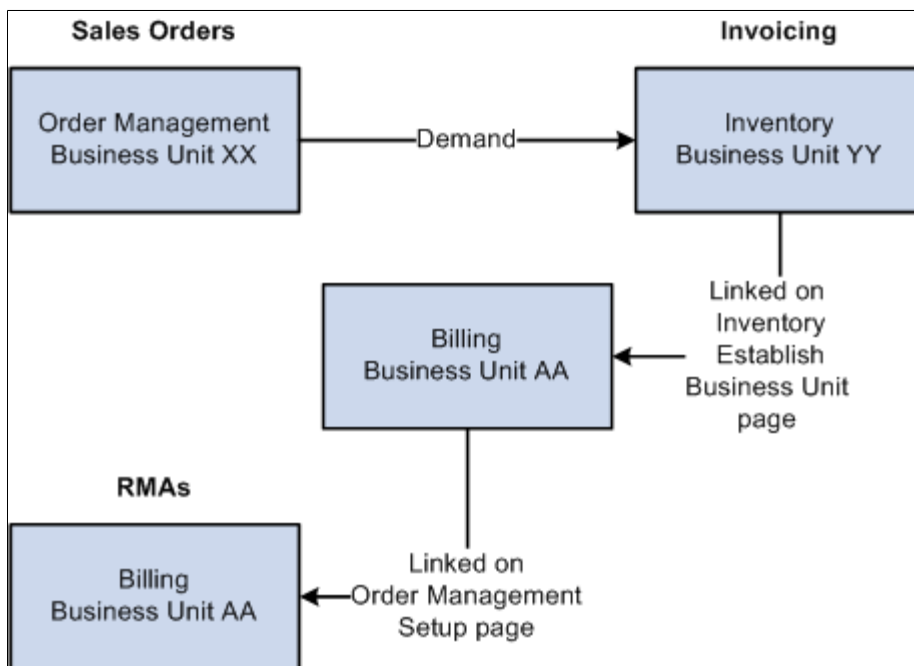 Sales Orders
Invoicing
Order Management
Business Unit XX
Demand
Inventory
Business Unit YY
Linked on
Inventory
Establish
Business Unit
page
Billing
Business Unit AA
RMAs
Billing
Business Unit AA
Linked on
Order Management
Setup page